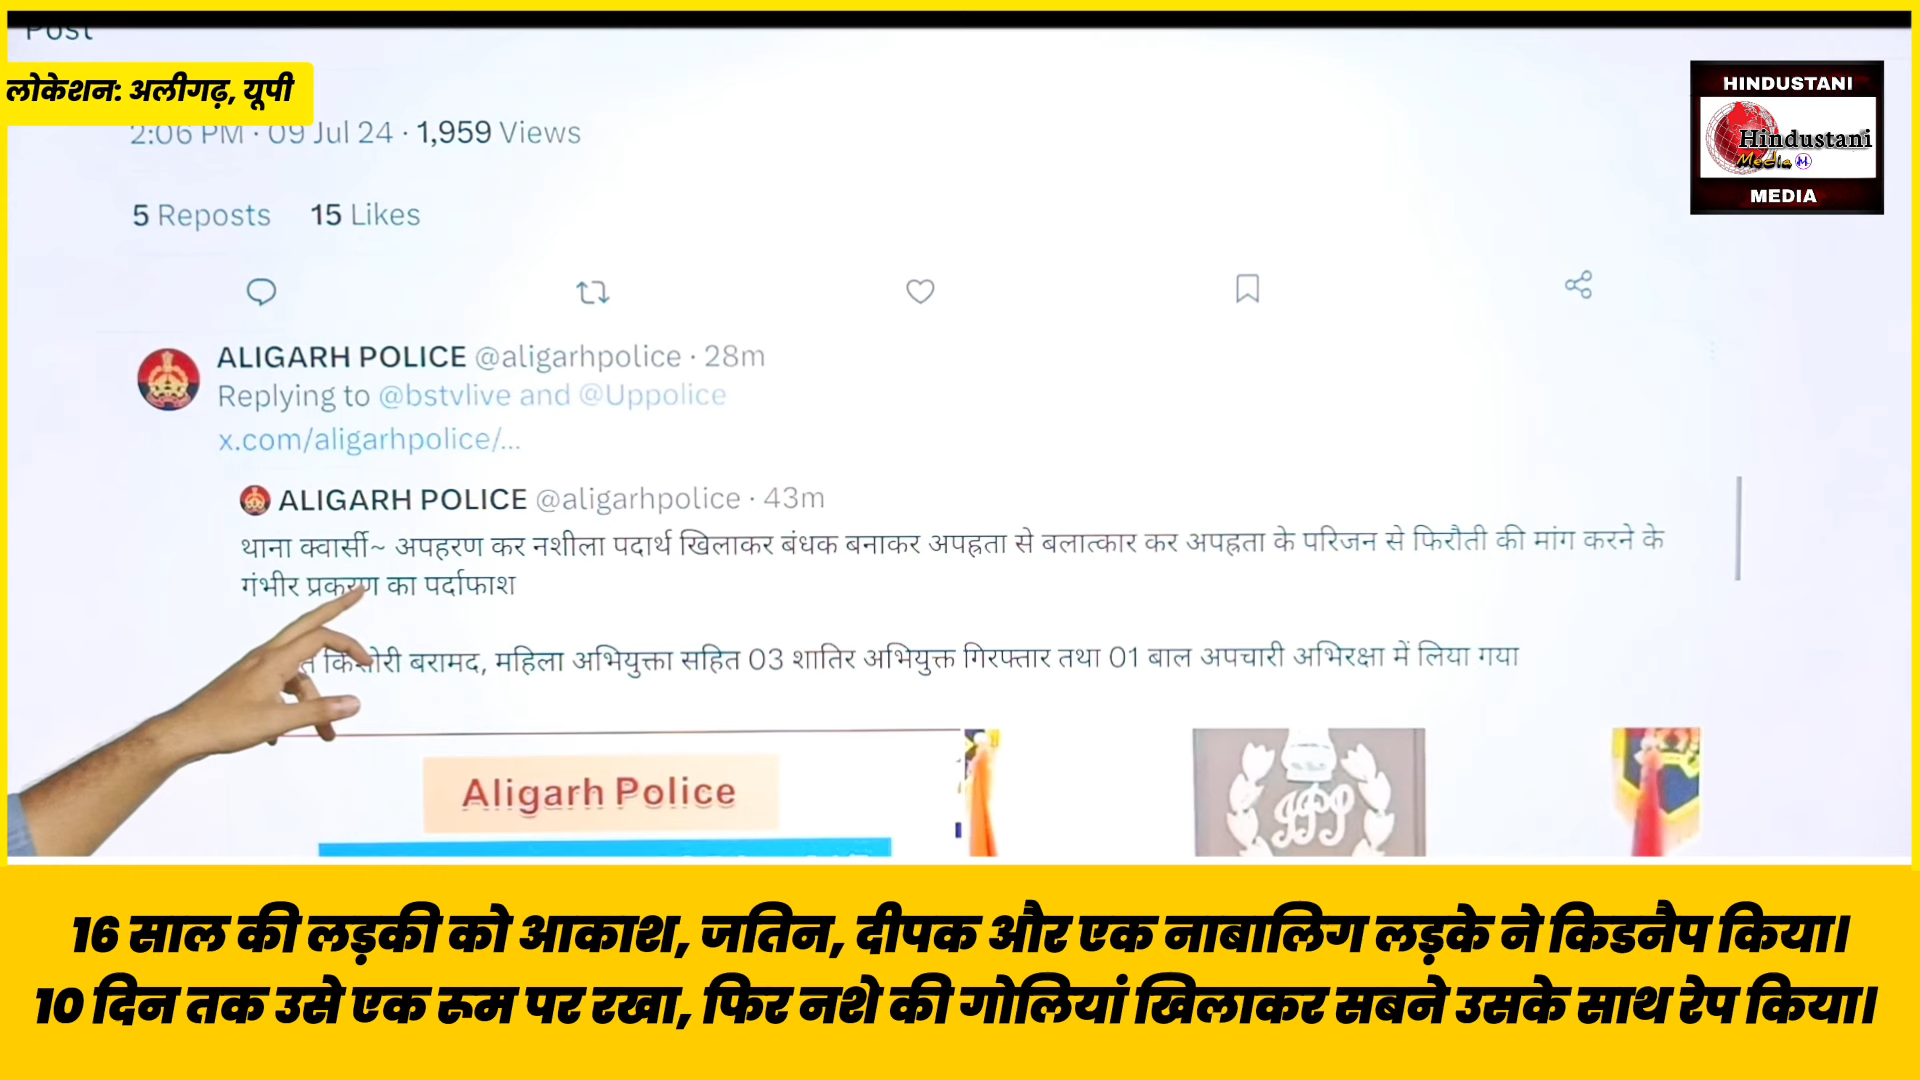 Post
लोकेशन: अलीगढ़, यूपी
2:06 PM · 09 Jul 24 · 1,959 Views
5 Reposts 15 Likes
HINDUSTANI
Hindustani
Media M
MEDIA
ALIGARH POLICE @aligarhpolice · 28m
Replying to @bstvlive and @Uppolice
x.com/aligarhpolice/...
ALIGARH POLICE @aligarhpolice · 43m
थाना क्वार्सी~ अपहरण कर नशीला पदार्थ खिलाकर बंधक बनाकर अपहृता से बलात्कार कर अपहृता के परिजन से फिरौती की मांग करने के
गंभीर प्रकरण का पर्दाफाश
किशोरी बरामद, महिला अभियुक्ता सहित 03 शातिर अभियुक्त गिरफ्तार तथा 01 बाल अपचारी अभिरक्षा में लिया गया
Aligarh Police
UPP
16 साल की लड़की को आकाश, जतिन, दीपक और एक नाबालिग लड़के ने किडनैप किया।
10 दिन तक उसे एक रूम पर रखा, फिर नशे की गोलियां खिलाकर सबने उसके साथ रेप किया।